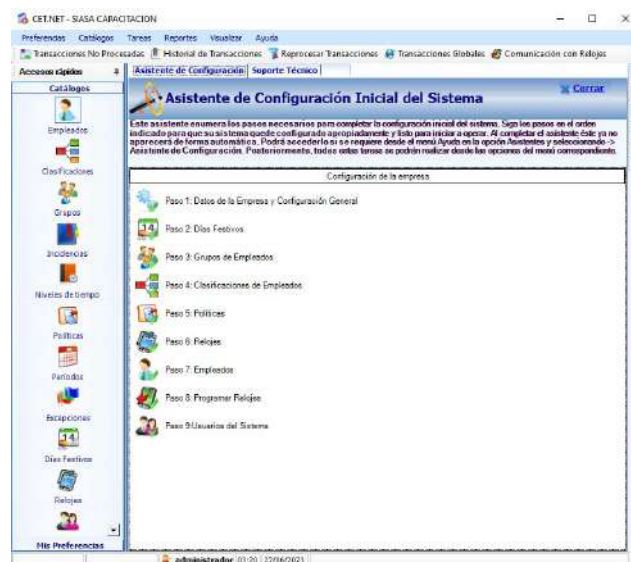 CET.NET - SIASA CAPACITACION
Preferendas Catálogos Tareas Reportes Visualizar Ayuda
Transacciones No Procesadas Historial de Transacciones Reprocesar Transacciones Transacciones Globales Comunicación con Relojes
Accesos rápidos
Asistente de Configuración Soporte Técnico
Catálogos
Empleados
Clasificadores
Grupos
Incidencias
Niveles de tiempo
Políticas
Períodos
Excepciones
Días Festivos
Relojes
Mis Preferencias
Cerrar
Asistente de Configuración Inicial del Sistema
Este asistente enumera los pasos necesarios para completar la configuración inicial del sistema. Siga los pasos en el orden
indicado para que su sistema quede configurado apropiadamente y listo para iniciar a operar. Al completar el asistente éste ya no
aparecerá de forma automática. Podrá accederlo si se requiere desde el menú Ayuda en la opción Asistentes y seleccionando ->
Asistente de Configuración. Posteriormente, todas estas tareas se podrán realizar desde las opciones del menú correspondiente.
Configuración de la empresa
Paso 1: Datos de la Empresa y Configuración General
14 Paso 2: Días Festivos
Paso 3: Grupos de Empleados
Paso 4: Clasificaciones de Empleados
Paso 5: Políticas
Paso 6: Relojes
Paso 7: Empleados
Paso 8: Programar Relojes
Paso 9:Usuarios del Sistema
14
administrador 03:20 22/06/2023